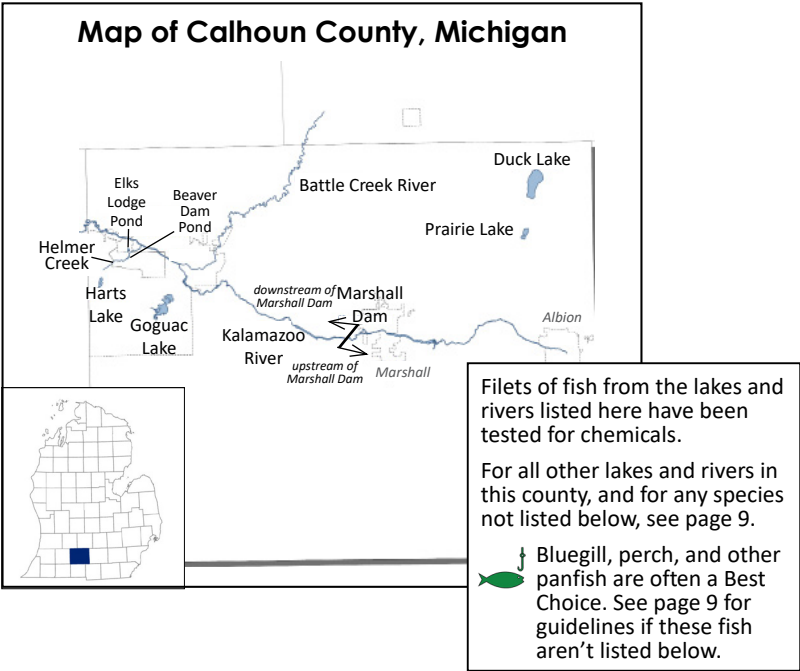 Map of Calhoun County, Michigan
Duck Lake
Elks
Lodge
Pond
Beaver
Dam
Pond
Battle Creek River
Prairie Lake
Helmer
Creek
Harts
Lake
Goguac
Lake
downstream of
Marshall Dam
Marshall
Dam
Kalamazoo
River
Albion
upstream of
Marshall Dam
Marshall
Filets of fish from the lakes and
rivers listed here have been
tested for chemicals.
For all other lakes and rivers in
this county, and for any species
not listed below, see page 9.
Bluegill, perch, and other
panfish are often a Best
Choice. See page 9 for
guidelines if these fish
aren't listed below.